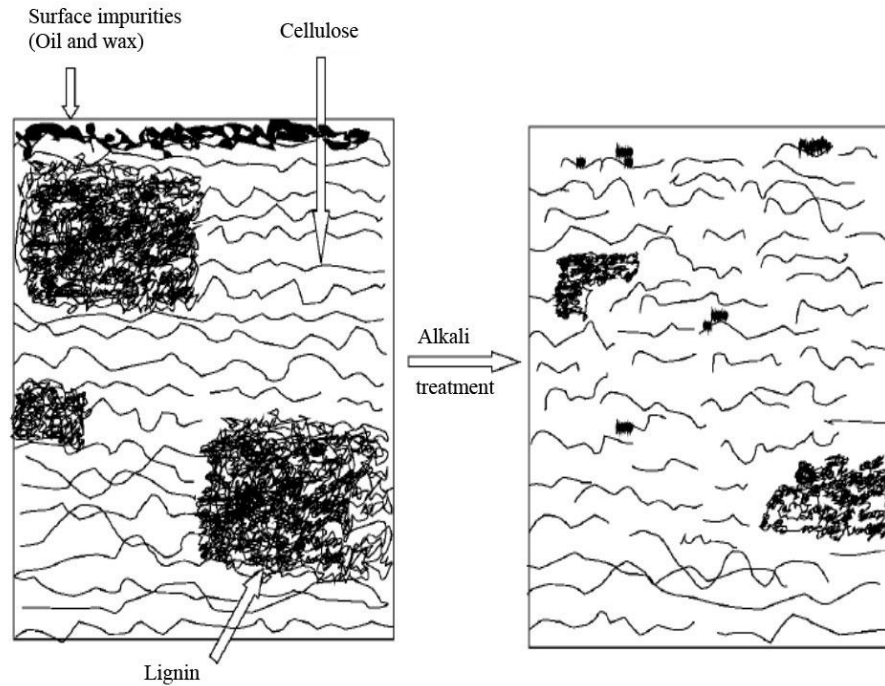 Surface impurities
(Oil and wax)
Cellulose
Alkali
treatment
Lignin